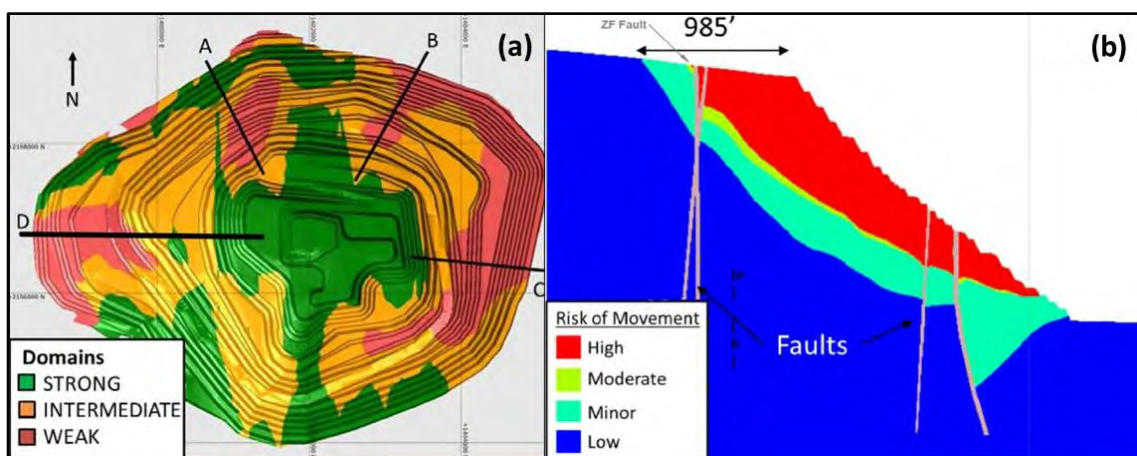 (a)
A
B
N
D
C
Domains
STRONG
INTERMEDIATE
WEAK
ZF Fault
985’
(b)
Faults
Risk of Movement
High
Moderate
Minor
Low